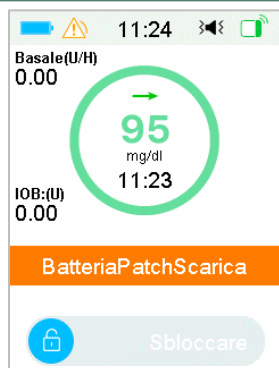 11:24
Basale(U/H)
0.00
95
mg/dl
11:23
IOB:(U)
0.00
BatteriaPatchScarica
Sbloccare